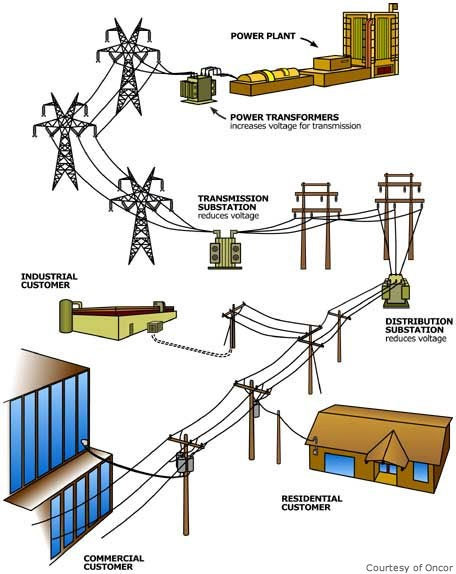 POWER PLANT
POWER TRANSFORMERS
increases voltage for transmission
TRANSMISSION
SUBSTATION
reduces voltage
INDUSTRIAL
CUSTOMER
DISTRIBUTION
SUBSTATION
reduces voltage
RESIDENTIAL
CUSTOMER
COMMERCIAL
CUSTOMER
Courtesy of Oncor